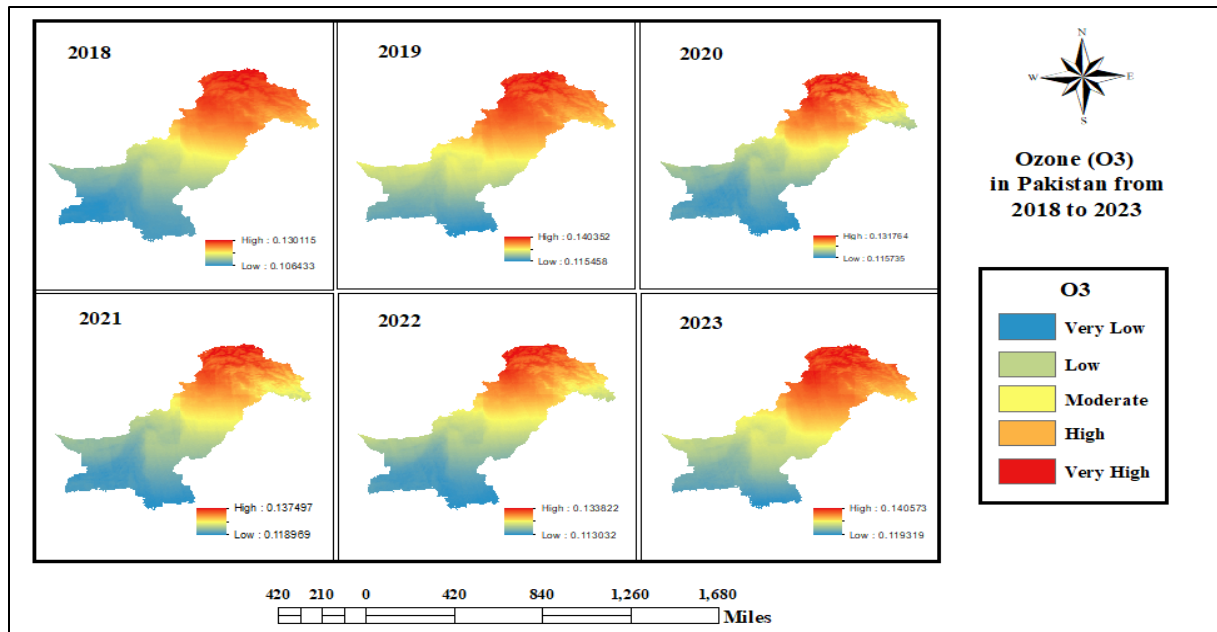 2018
High : 0.130115
Low : 0.106433
2019
High : 0.140352
Low : 0.115458
2020
High : 0.131764
Low : 0.115735
2021
High : 0.137497
Low : 0.118969
2022
High : 0.133822
Low : 0.113032
2023
High : 0.140573
Low : 0.119319
420 210 0 420 840 1,260 1,680
Miles
N
W E
S
Ozone (O3)
in Pakistan from
2018 to 2023
O3
Very Low
Low
Moderate
High
Very High